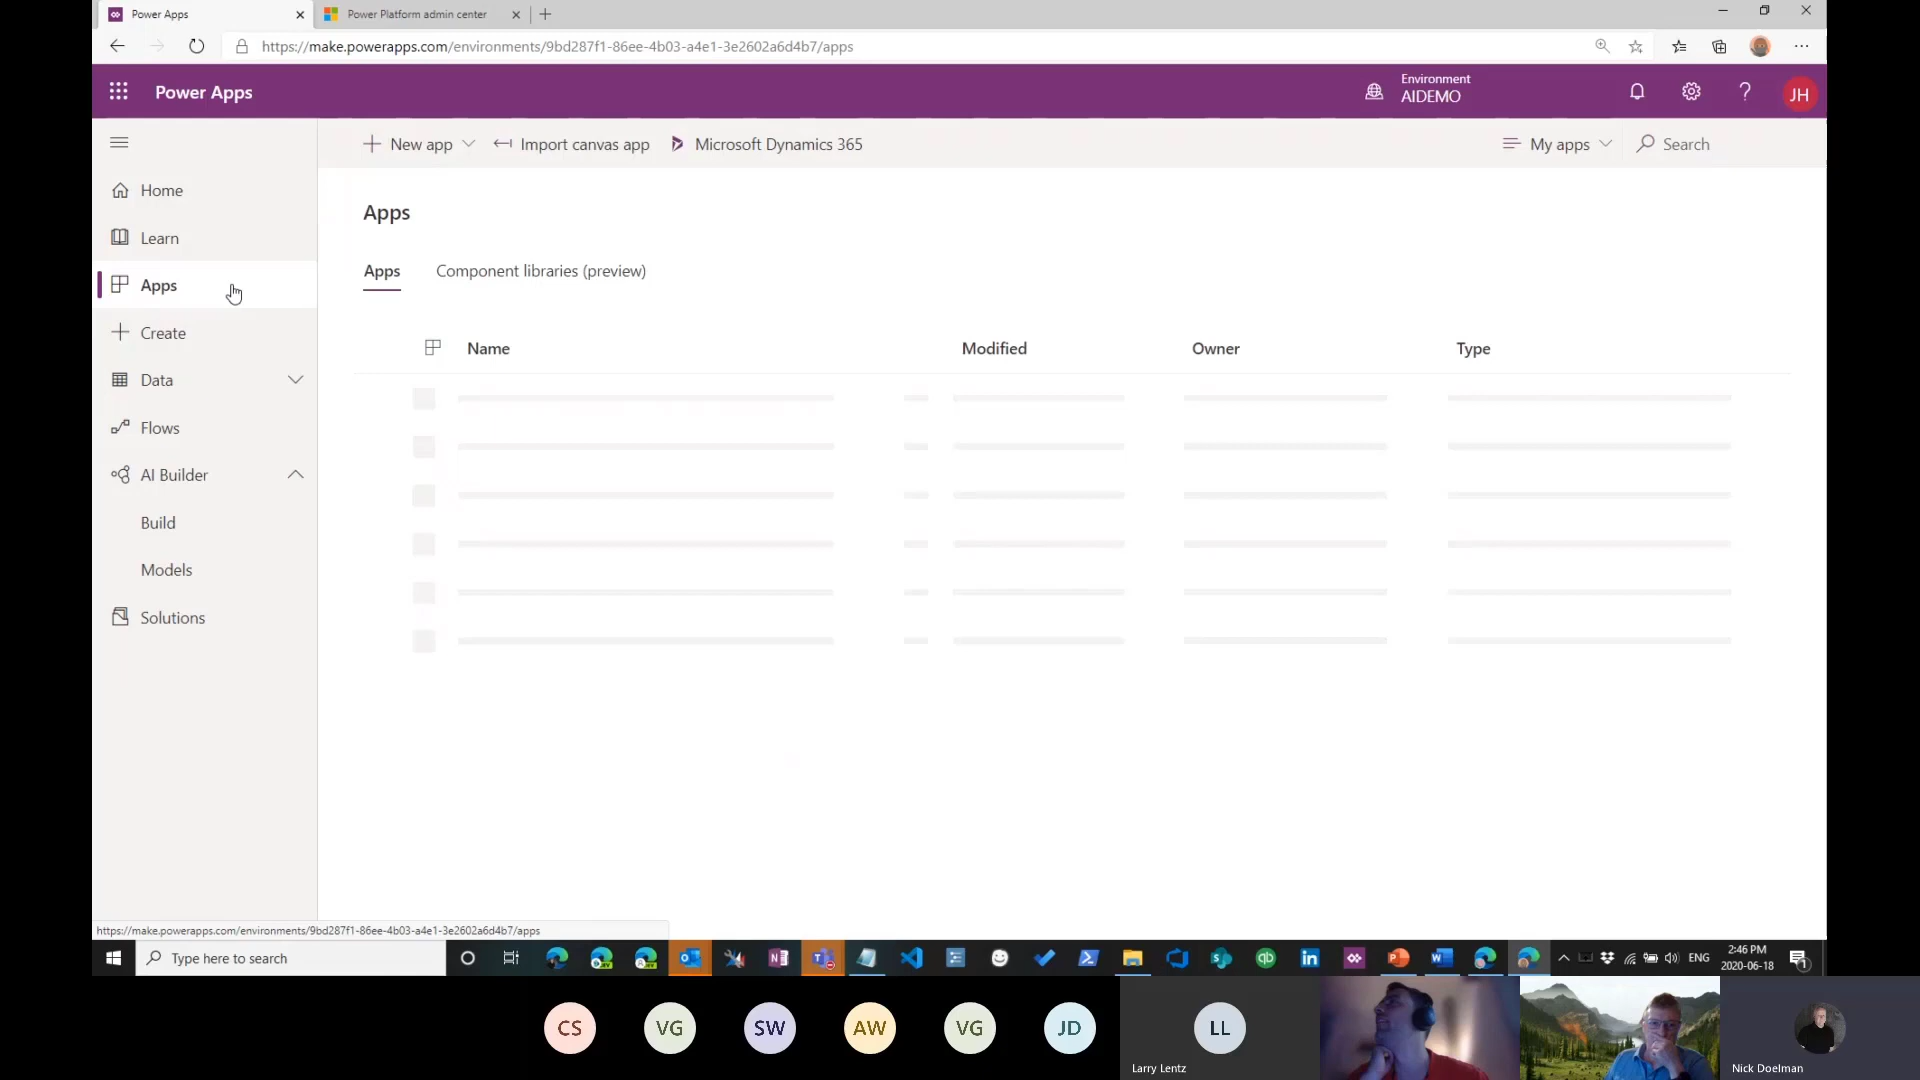 Power Apps
Power Platform admin center
https://make.powerapps.com/environments/9bd287f1-86ee-4b03-a4e1-3e2602a6d4b7/apps
Power Apps
Environment
AIDEMO
JH
New app
Import canvas app
Microsoft Dynamics 365
My apps
Search
Home
Learn
Apps
Create
Data
Flows
AI Builder
Build
Models
Solutions
Apps
Apps
Component libraries (preview)
Name
Modified
Owner
Type
https://make.powerapps.com/environments/9bd287f1-86ee-4b03-a4e1-3e2602a6d4b7/apps
Type here to search
ENG
2:46 PM
2020-06-18
1
CS
VG
SW
AW
VG
JD
LL
Larry Lentz
Nick Doelman